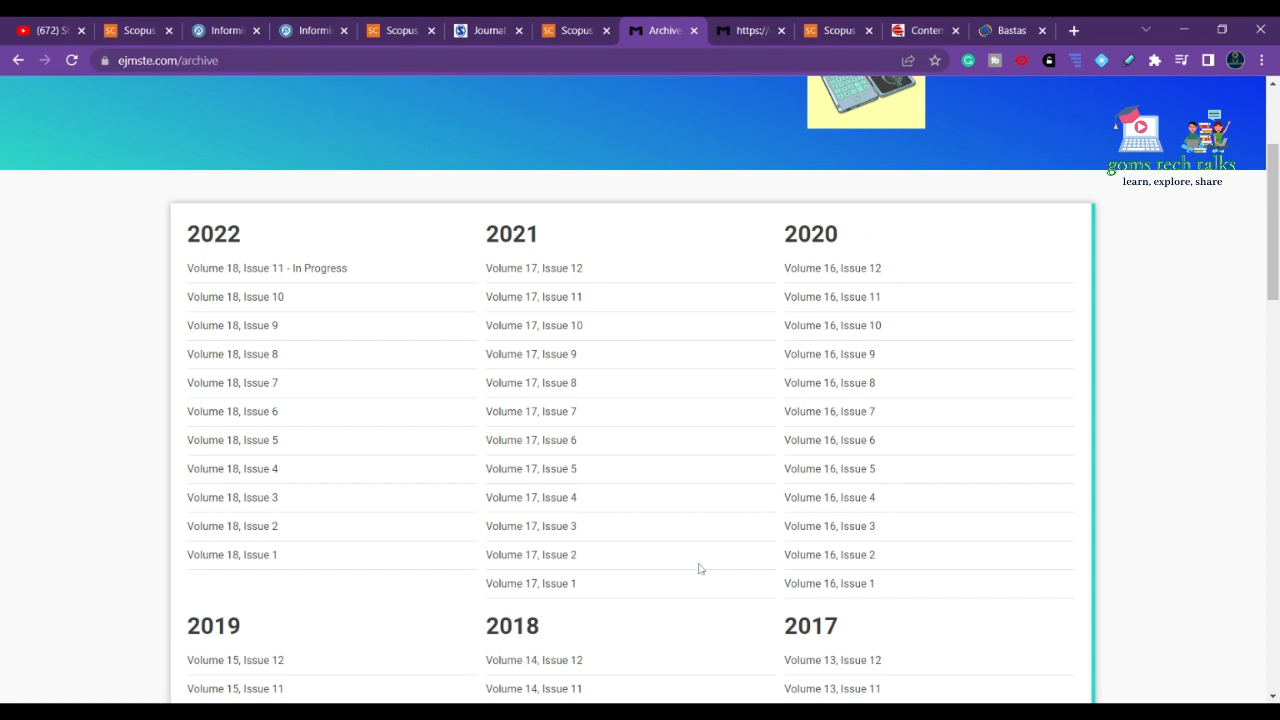 (672) S
Scopus
Informi
Informi
Scopus
Journal
Scopus
Archive
https:/
Scopus
Conten
Bastas
ejmste.com/archive
goms tech talks
learn, explore, share
2022
2021
2020
Volume 18, Issue 11 - In Progress
Volume 17, Issue 12
Volume 16, Issue 12
Volume 18, Issue 10
Volume 17, Issue 11
Volume 16, Issue 11
Volume 18, Issue 9
Volume 17, Issue 10
Volume 16, Issue 10
Volume 18, Issue 8
Volume 17, Issue 9
Volume 16, Issue 9
Volume 18, Issue 7
Volume 17, Issue 8
Volume 16, Issue 8
Volume 18, Issue 6
Volume 17, Issue 7
Volume 16, Issue 7
Volume 18, Issue 5
Volume 17, Issue 6
Volume 16, Issue 6
Volume 18, Issue 4
Volume 17, Issue 5
Volume 16, Issue 5
Volume 18, Issue 3
Volume 17, Issue 4
Volume 16, Issue 4
Volume 18, Issue 2
Volume 17, Issue 3
Volume 16, Issue 3
Volume 18, Issue 1
Volume 17, Issue 2
Volume 16, Issue 2
Volume 17, Issue 1
Volume 16, Issue 1
2019
2018
2017
Volume 15, Issue 12
Volume 14, Issue 12
Volume 13, Issue 12
Volume 15, Issue 11
Volume 14, Issue 11
Volume 13, Issue 11